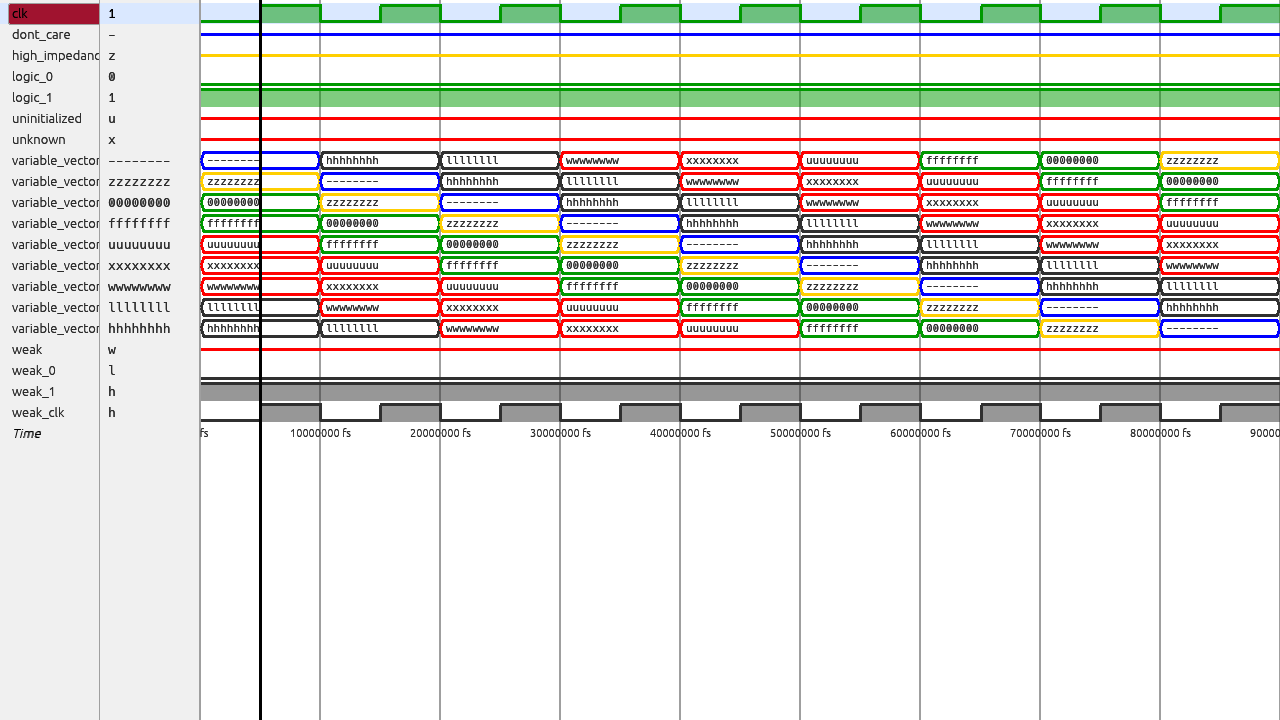 clk 1
dont_care –
high_impedanc z
logic_0 0
logic_1 1
uninitialized u
unknown x
variable_vector -------- -------- hhhhhhhh llllllll wwwwwwww xxxxxxxx uuuuuuuu ffffffff 00000000 zzzzzzzz
variable_vector zzzzzzzz zzzzzzzz -------- hhhhhhhh llllllll wwwwwwww xxxxxxxx uuuuuuuu ffffffff 00000000
variable_vector 00000000 00000000 zzzzzzzz -------- hhhhhhhh llllllll wwwwwwww xxxxxxxx uuuuuuuu ffffffff
variable_vector ffffffff ffffffff 00000000 zzzzzzzz -------- hhhhhhhh llllllll wwwwwwww xxxxxxxx uuuuuuuu
variable_vector uuuuuuuu uuuuuuuu ffffffff 00000000 zzzzzzzz -------- hhhhhhhh llllllll wwwwwwww xxxxxxxx
variable_vector xxxxxxxx xxxxxxxx uuuuuuuu ffffffff 00000000 zzzzzzzz -------- hhhhhhhh llllllll wwwwwwww
variable_vector wwwwwwww wwwwwwww xxxxxxxx uuuuuuuu ffffffff 00000000 zzzzzzzz -------- hhhhhhhh llllllll
variable_vector llllllll llllllll wwwwwwww xxxxxxxx uuuuuuuu ffffffff 00000000 zzzzzzzz -------- hhhhhhhh
variable_vector hhhhhhhh hhhhhhhh llllllll wwwwwwww xxxxxxxx uuuuuuuu ffffffff 00000000 zzzzzzzz --------
weak w
weak_0 l
weak_1 h
weak_clk h
Time fs 10000000 fs 20000000 fs 30000000 fs 40000000 fs 50000000 fs 60000000 fs 70000000 fs 80000000 fs 90000